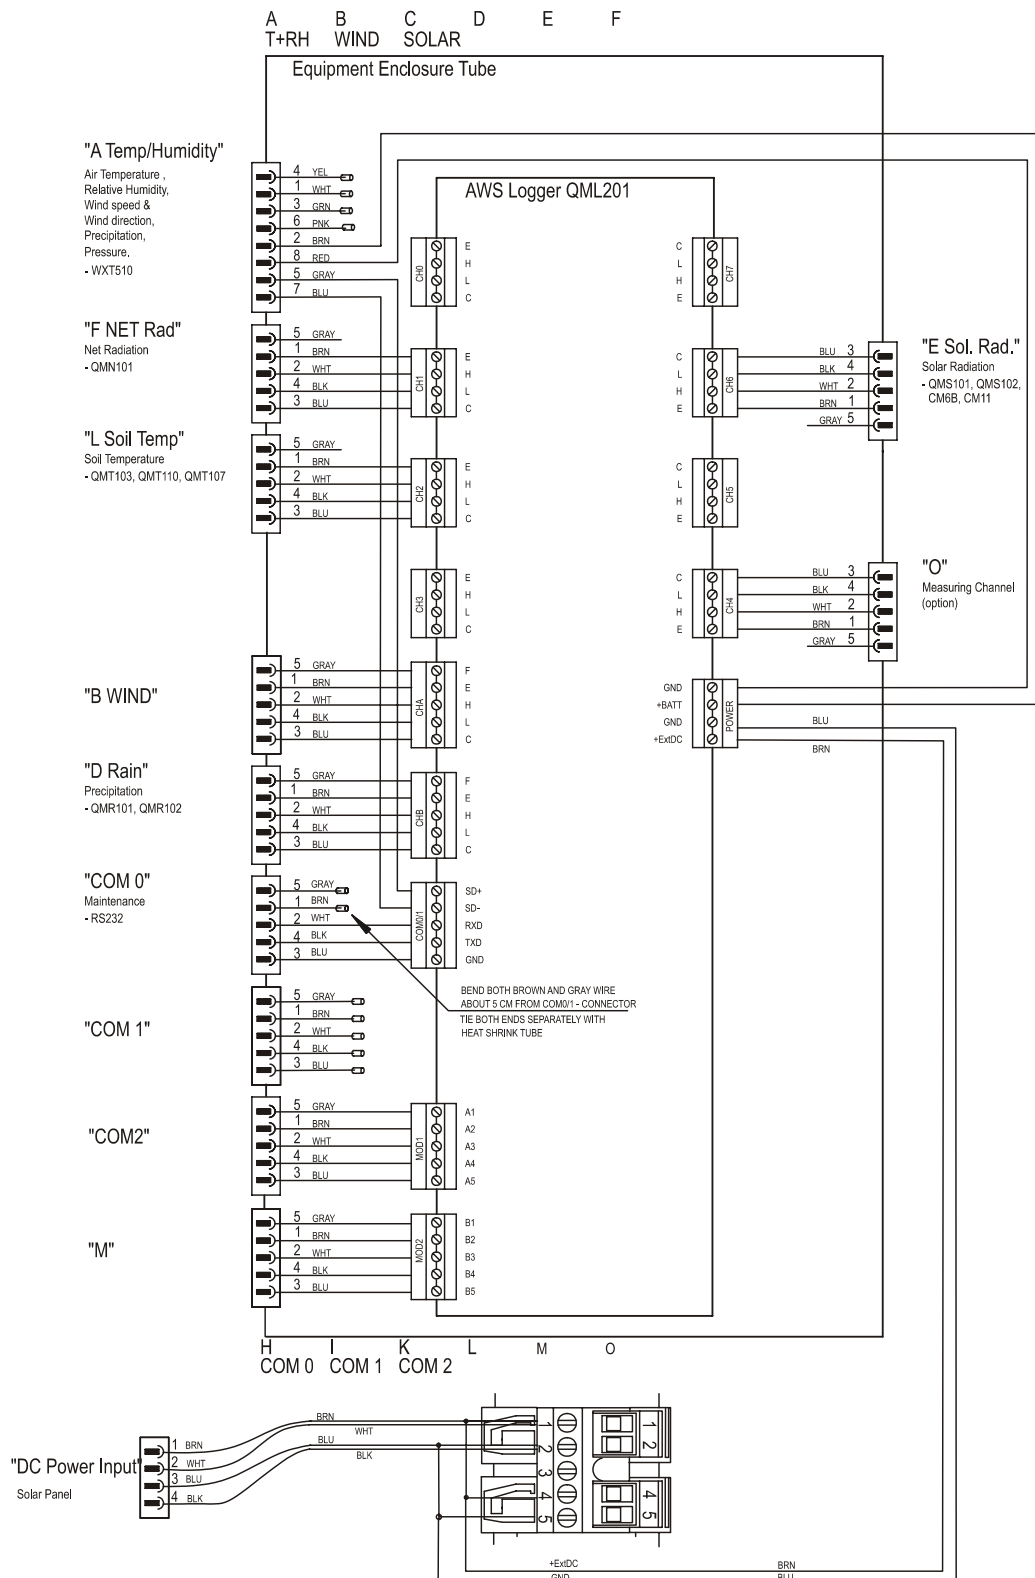 A B C D E F
T+RH WIND SOLAR
Equipment Enclosure Tube
"A Temp/Humidity"
Air Temperature ,
Relative Humidity,
Wind speed &
Wind direction,
Precipitation,
Pressure.
- WXT510
4 YEL
1 WHT
3 GRN
6 PNK
2 BRN
8 RED
5 GRAY
7 BLU
AWS Logger QML201
CH0
E
H
L
C
C
L
H
E
CH7
"F NET Rad"
Net Radiation
- QMN101
5 GRAY
1 BRN
2 WHT
4 BLK
3 BLU
CH1
E
H
L
C
C
L
H
E
CH6
BLU 3
BLK 4
WHT 2
BRN 1
GRAY 5
"E Sol. Rad."
Solar Radiation
- QMS101, QMS102,
CM6B, CM11
"L Soil Temp"
Soil Temperature
- QMT103, QMT110, QMT107
5 GRAY
1 BRN
2 WHT
4 BLK
3 BLU
CH2
E
H
L
C
C
L
H
E
CH5
CH3
E
H
L
C
C
L
H
E
CH4
BLU 3
BLK 4
WHT 2
BRN 1
GRAY 5
"O"
Measuring Channel
(option)
"B WIND"
5 GRAY
1 BRN
2 WHT
4 BLK
3 BLU
CHA
F
E
H
L
C
GND
+BATT
GND
+ExtDC
POWER
BLU
BRN
"D Rain"
Precipitation
- QMR101, QMR102
5 GRAY
1 BRN
2 WHT
4 BLK
3 BLU
CHB
F
E
H
L
C
"COM 0"
Maintenance
- RS232
5 GRAY
1 BRN
2 WHT
4 BLK
3 BLU
COM0/1
SD+
SD-
RXD
TXD
GND
BEND BOTH BROWN AND GRAY WIRE
ABOUT 5 CM FROM COM0/1 - CONNECTOR
TIE BOTH ENDS SEPARATELY WITH
HEAT SHRINK TUBE
"COM 1"
5 GRAY
1 BRN
2 WHT
4 BLK
3 BLU
"COM2"
5 GRAY
1 BRN
2 WHT
4 BLK
3 BLU
MOD1
A1
A2
A3
A4
A5
"M"
5 GRAY
1 BRN
2 WHT
4 BLK
3 BLU
MOD2
B1
B2
B3
B4
B5
H I K L M O
COM 0 COM 1 COM 2
"DC Power Input"
Solar Panel
1 BRN
2 WHT
3 BLU
4 BLK
BRN
WHT
BLU
BLK
1
2
3
4
5
1
2
4
5
+ExtDC BRN
GND BLU